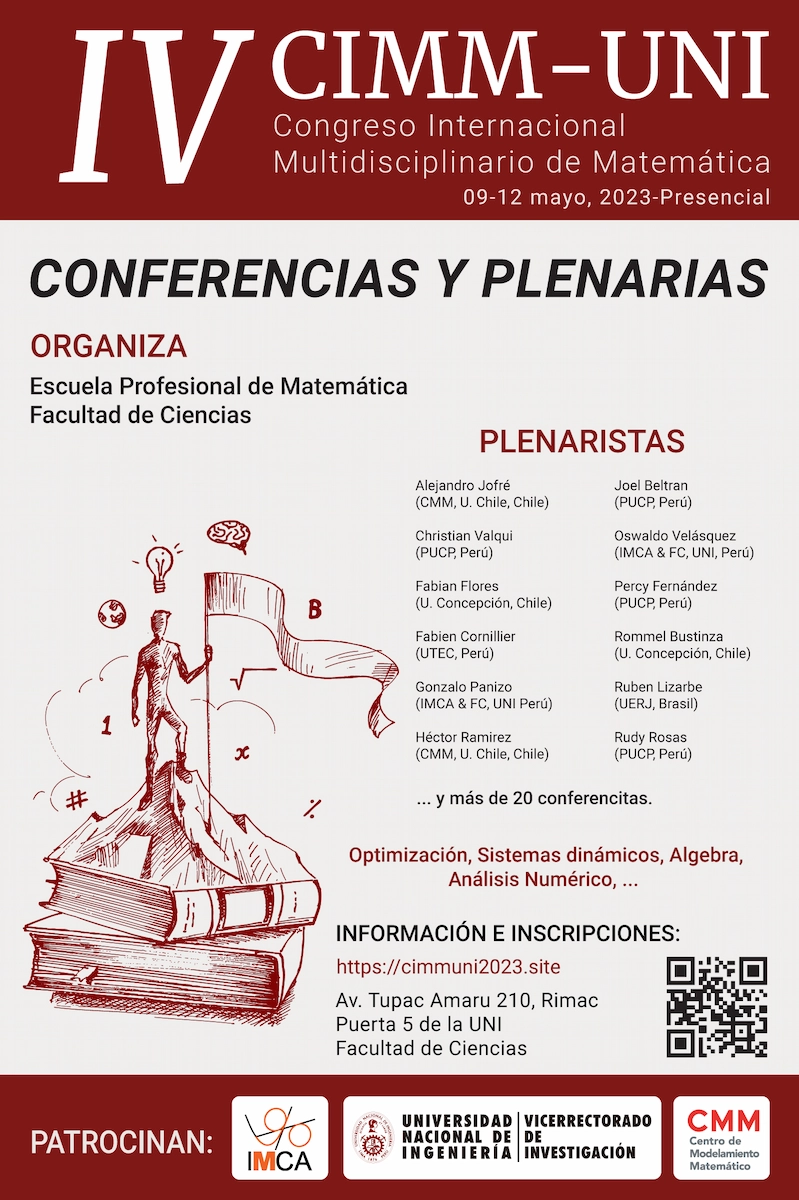 IV
CIMM-UNI
Congreso Internacional
Multidisciplinario de Matemática
09-12 mayo, 2023-Presencial
CONFERENCIAS Y PLENARIAS
ORGANIZA
Escuela Profesional de Matemática
Facultad de Ciencias
PLENARISTAS
Alejandro Jofré
(CMM, U. Chile, Chile)
Christian Valqui
(PUCP, Perú)
Fabian Flores
(U. Concepción, Chile)
Fabien Cornillier
(UTEC, Perú)
Gonzalo Panizo
(IMCA & FC, UNI Perú)
Héctor Ramirez
(CMM, U. Chile, Chile)
Joel Beltran
(PUCP, Perú)
Oswaldo Velásquez
(IMCA & FC, UNI, Perú)
Percy Fernández
(PUCP, Perú)
Rommel Bustinza
(U. Concepción, Chile)
Ruben Lizarbe
(UERJ, Brasil)
Rudy Rosas
(PUCP, Perú)
... y más de 20 conferencitas.
B
√
1
x
#
٪
Optimización, Sistemas dinámicos, Algebra,
Análisis Numérico, ...
INFORMACIÓN E INSCRIPCIONES:
https://cimmuni2023.site
Av. Tupac Amaru 210, Rimac
Puerta 5 de la UNI
Facultad de Ciencias
PATROCINAN:
IMCA
UNIVERSIDAD
NACIONAL DE
INGENIERÍA
VICERRECTORADO
DE
INVESTIGACIÓN
CMM
Centro de
Modelamiento
Matemático